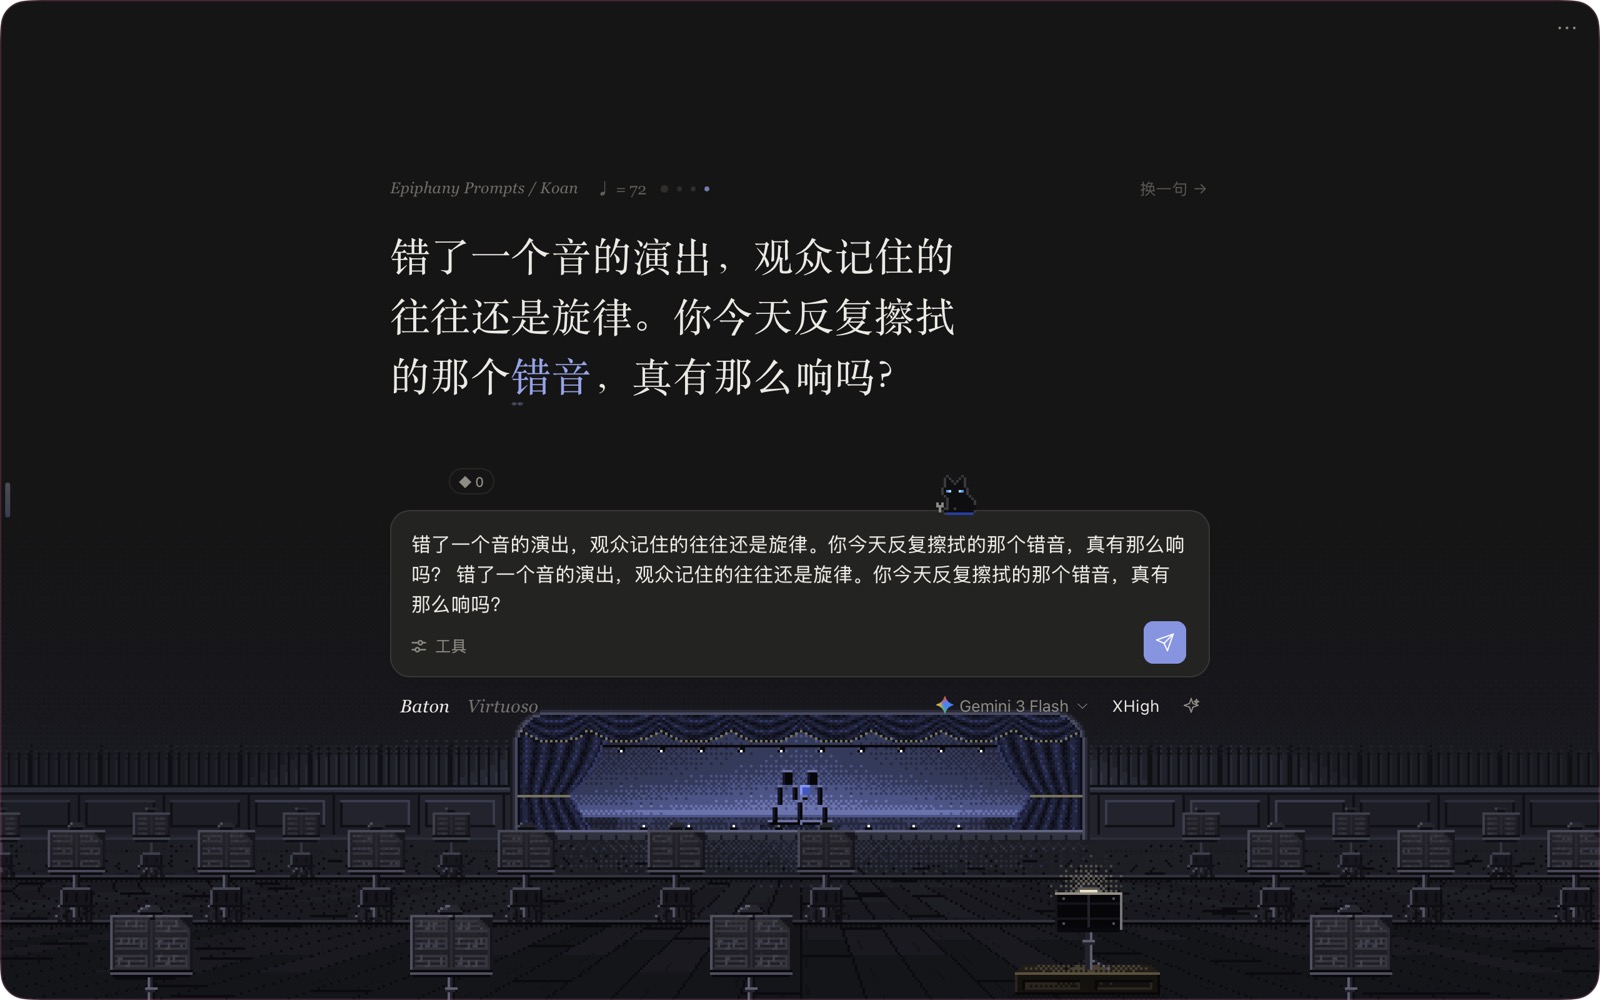 Epiphany Prompts / Koan ♩ = 72
换一句 →
错了一个音的演出，观众记住的
往往还是旋律。你今天反复擦拭
的那个错音，真有那么响吗?
◆ 0
错了一个音的演出，观众记住的往往还是旋律。你今天反复擦拭的那个错音，真有那么响
吗？ 错了一个音的演出，观众记住的往往还是旋律。你今天反复擦拭的那个错音，真有
那么响吗？
工具
Baton Virtuoso
Gemini 3 Flash XHigh